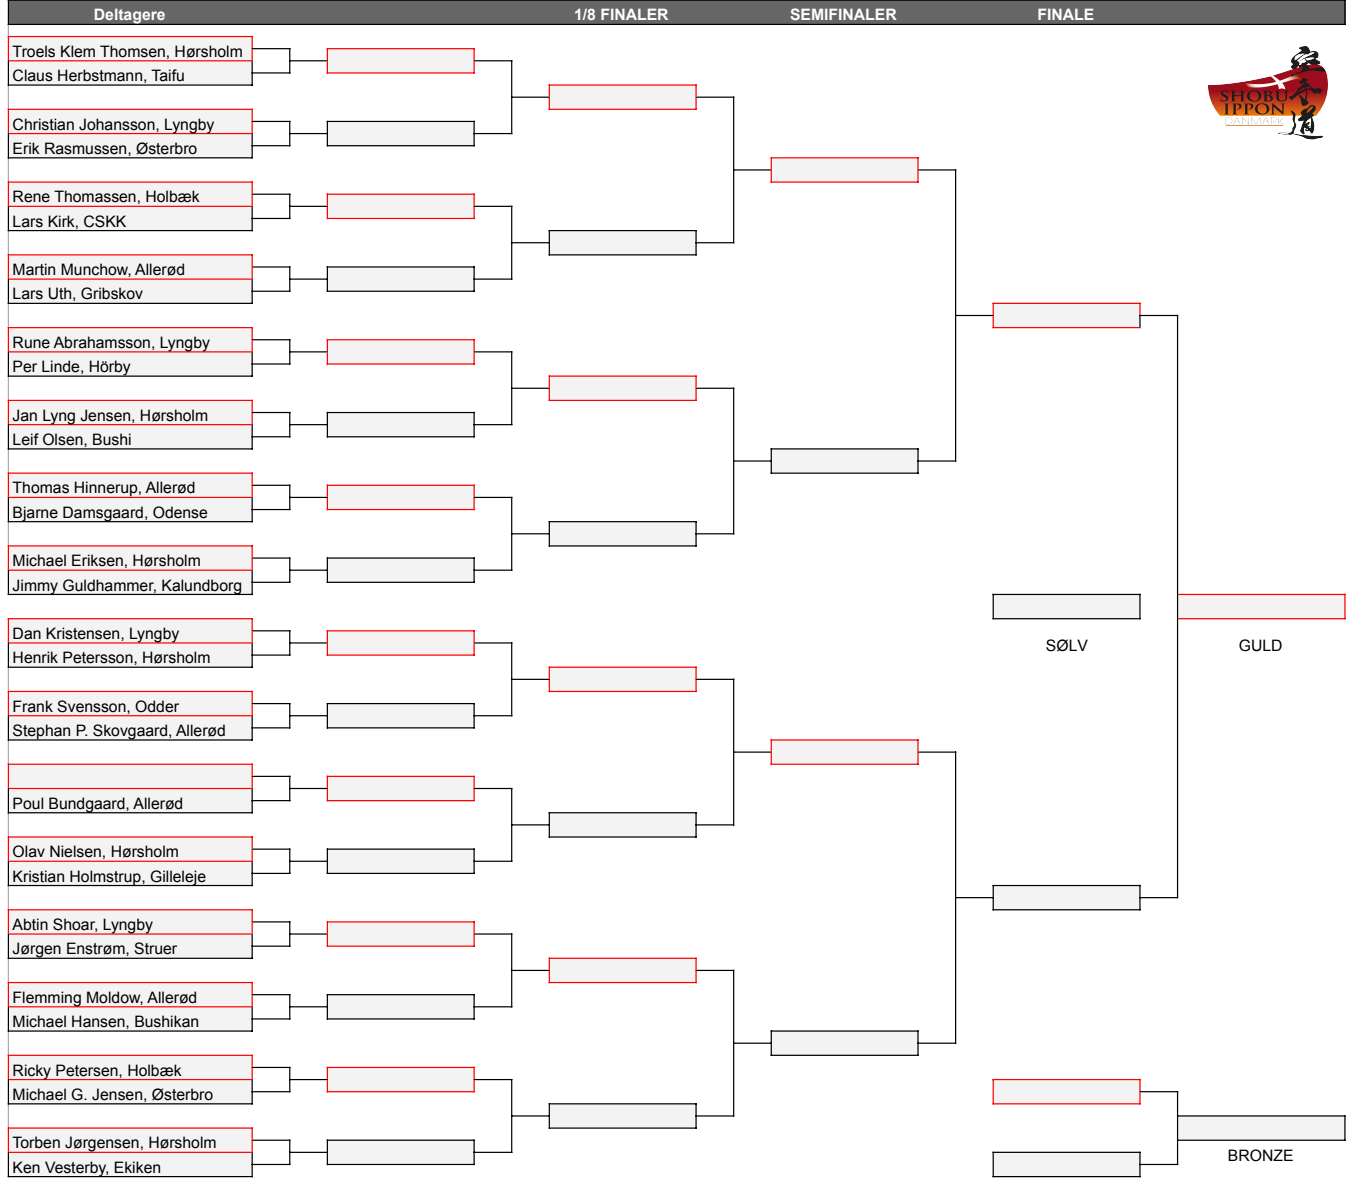 Deltagere 1/8 FINALER SEMIFINALER FINALE
Troels Klem Thomsen, Hørsholm
Claus Herbstmann, Taifu
SHOBU
IPPON
DANMARK
空手道
Christian Johansson, Lyngby
Erik Rasmussen, Østerbro
Rene Thomassen, Holbæk
Lars Kirk, CSKK
Martin Munchow, Allerød
Lars Uth, Gribskov
Rune Abrahamsson, Lyngby
Per Linde, Hörby
Jan Lyng Jensen, Hørsholm
Leif Olsen, Bushi
Thomas Hinnerup, Allerød
Bjarne Damsgaard, Odense
Michael Eriksen, Hørsholm
Jimmy Guldhammer, Kalundborg
Dan Kristensen, Lyngby
Henrik Petersson, Hørsholm
SØLV GULD
Frank Svensson, Odder
Stephan P. Skovgaard, Allerød
Poul Bundgaard, Allerød
Olav Nielsen, Hørsholm
Kristian Holmstrup, Gilleleje
Abtin Shoar, Lyngby
Jørgen Enstrøm, Struer
Flemming Moldow, Allerød
Michael Hansen, Bushikan
Ricky Petersen, Holbæk
Michael G. Jensen, Østerbro
Torben Jørgensen, Hørsholm
Ken Vesterby, Ekiken
BRONZE